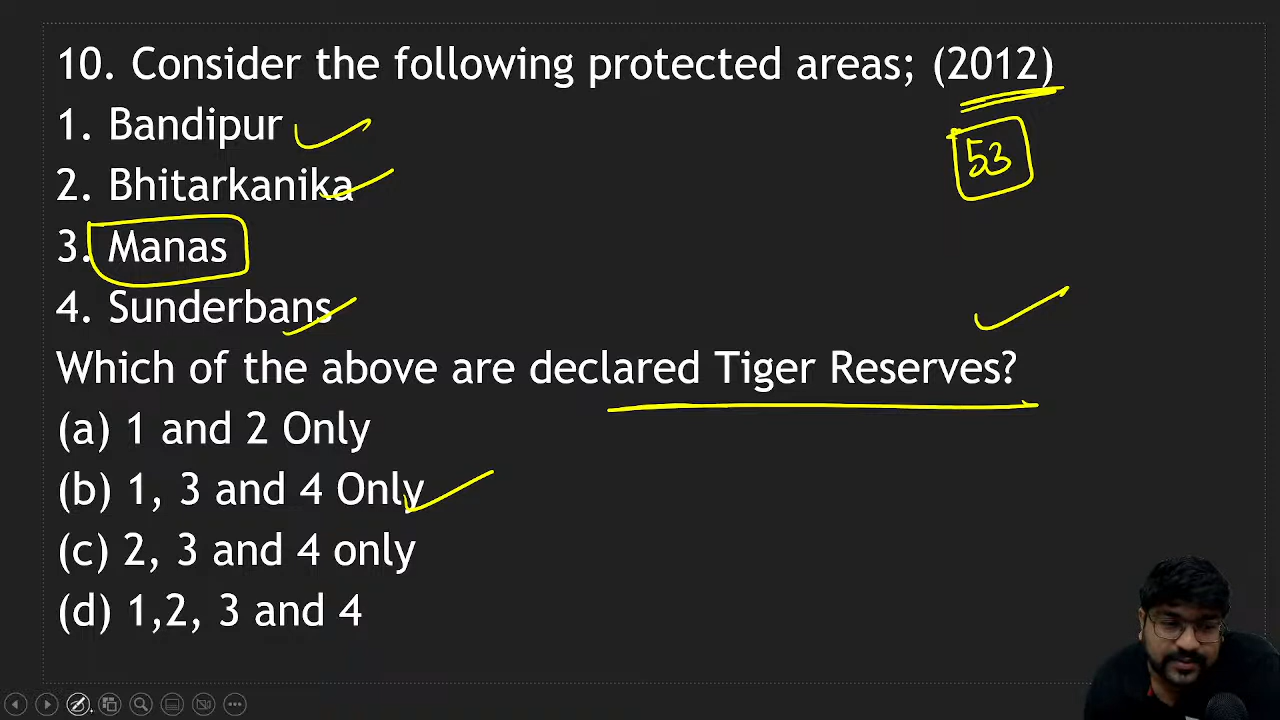 10. Consider the following protected areas; (2012)
1. Bandipur
53
2. Bhitarkanika
3. Manas
4. Sunderbans
Which of the above are declared Tiger Reserves?
(a) 1 and 2 Only
(b) 1, 3 and 4 Only
(c) 2, 3 and 4 only
(d) 1,2, 3 and 4